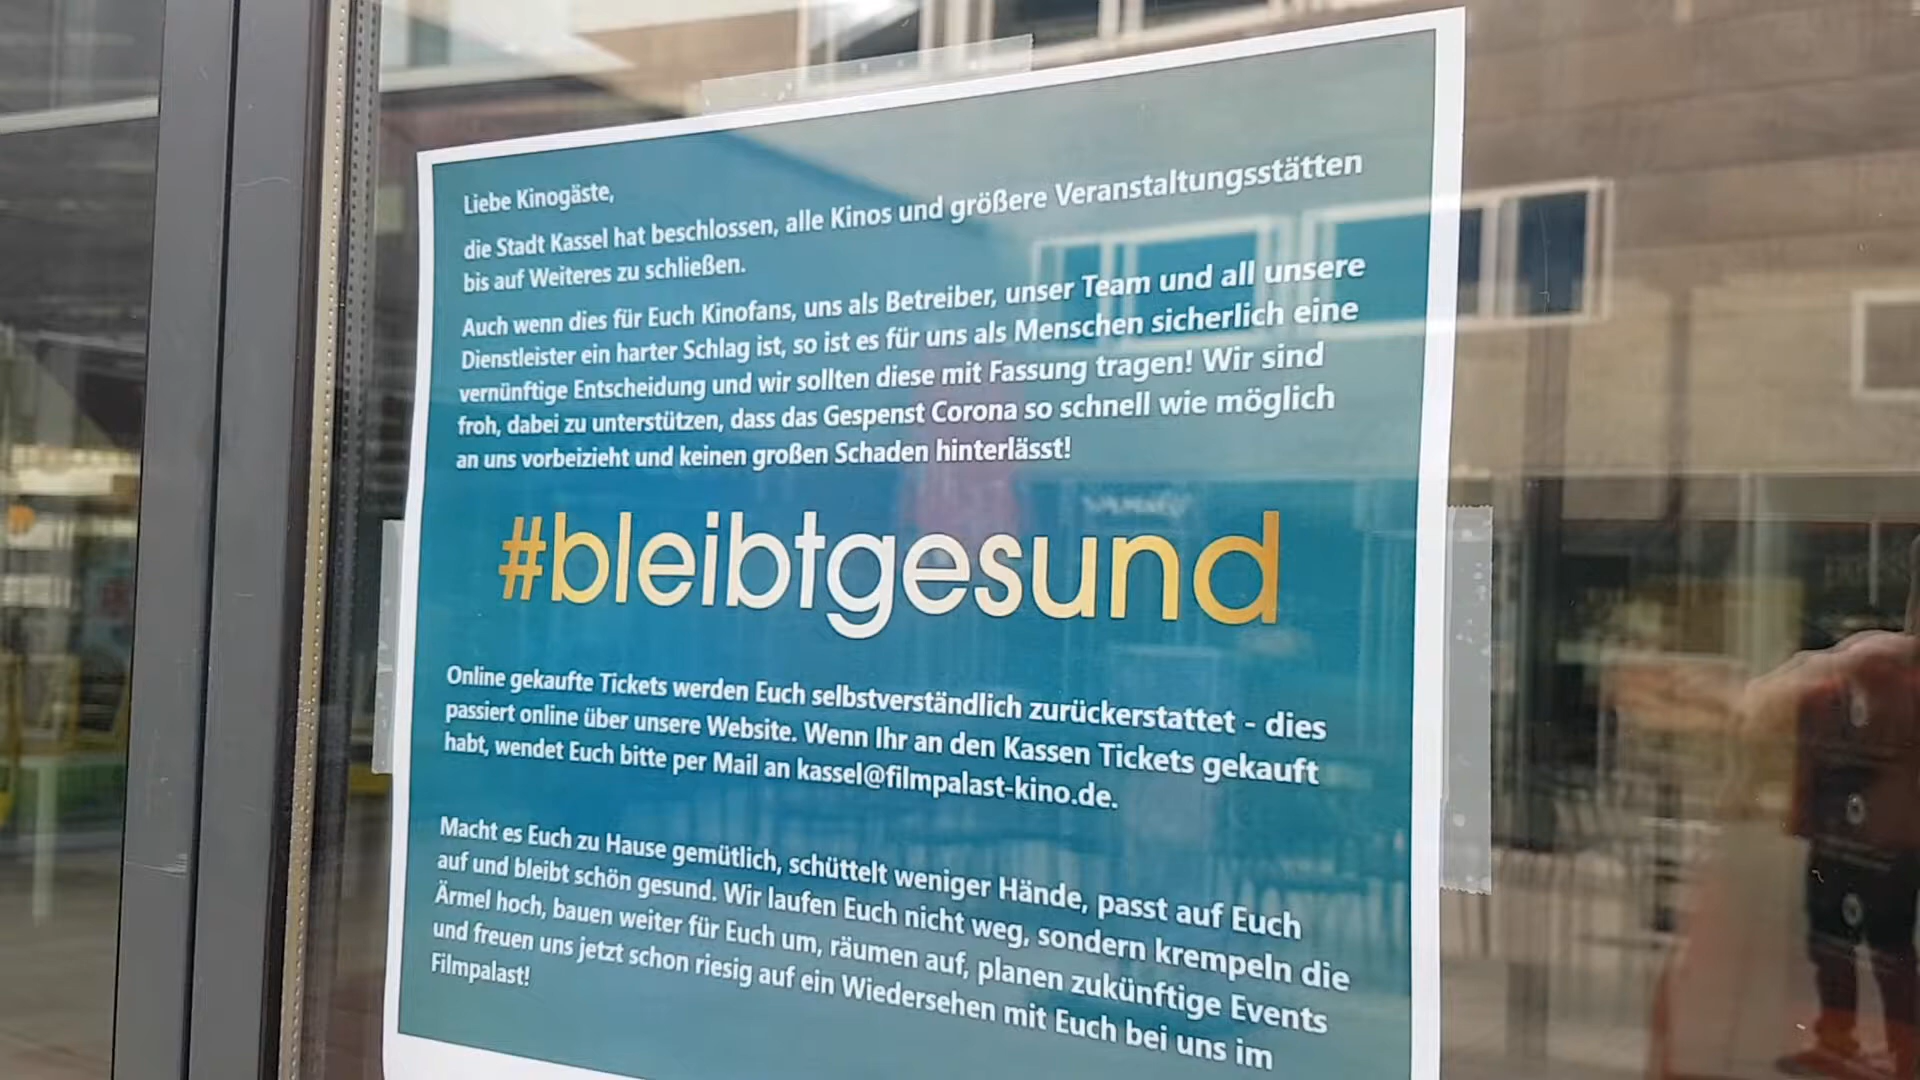 Liebe Kinogäste,
die Stadt Kassel hat beschlossen, alle Kinos und größere Veranstaltungsstätten
bis auf Weiteres zu schließen.
Auch wenn dies für Euch Kinofans, uns als Betreiber, unser Team und all unsere
Dienstleister ein harter Schlag ist, so ist es für uns als Menschen sicherlich eine
vernünftige Entscheidung und wir sollten diese mit Fassung tragen! Wir sind
froh, dabei zu unterstützen, dass das Gespenst Corona so schnell wie möglich
an uns vorbeizieht und keinen großen Schaden hinterlässt!
#bleibtgesund
Online gekaufte Tickets werden Euch selbstverständlich zurückerstattet - dies
passiert online über unsere Website. Wenn Ihr an den Kassen Tickets gekauft
habt, wendet Euch bitte per Mail an kassel@filmpalast-kino.de.
Macht es Euch zu Hause gemütlich, schüttelt weniger Hände, passt auf Euch
auf und bleibt schön gesund. Wir laufen Euch nicht weg, sondern krempeln die
Ärmel hoch, bauen weiter für Euch um, räumen auf, planen zukünftige Events
und freuen uns jetzt schon riesig auf ein Wiedersehen mit Euch bei uns im
Filmpalast!